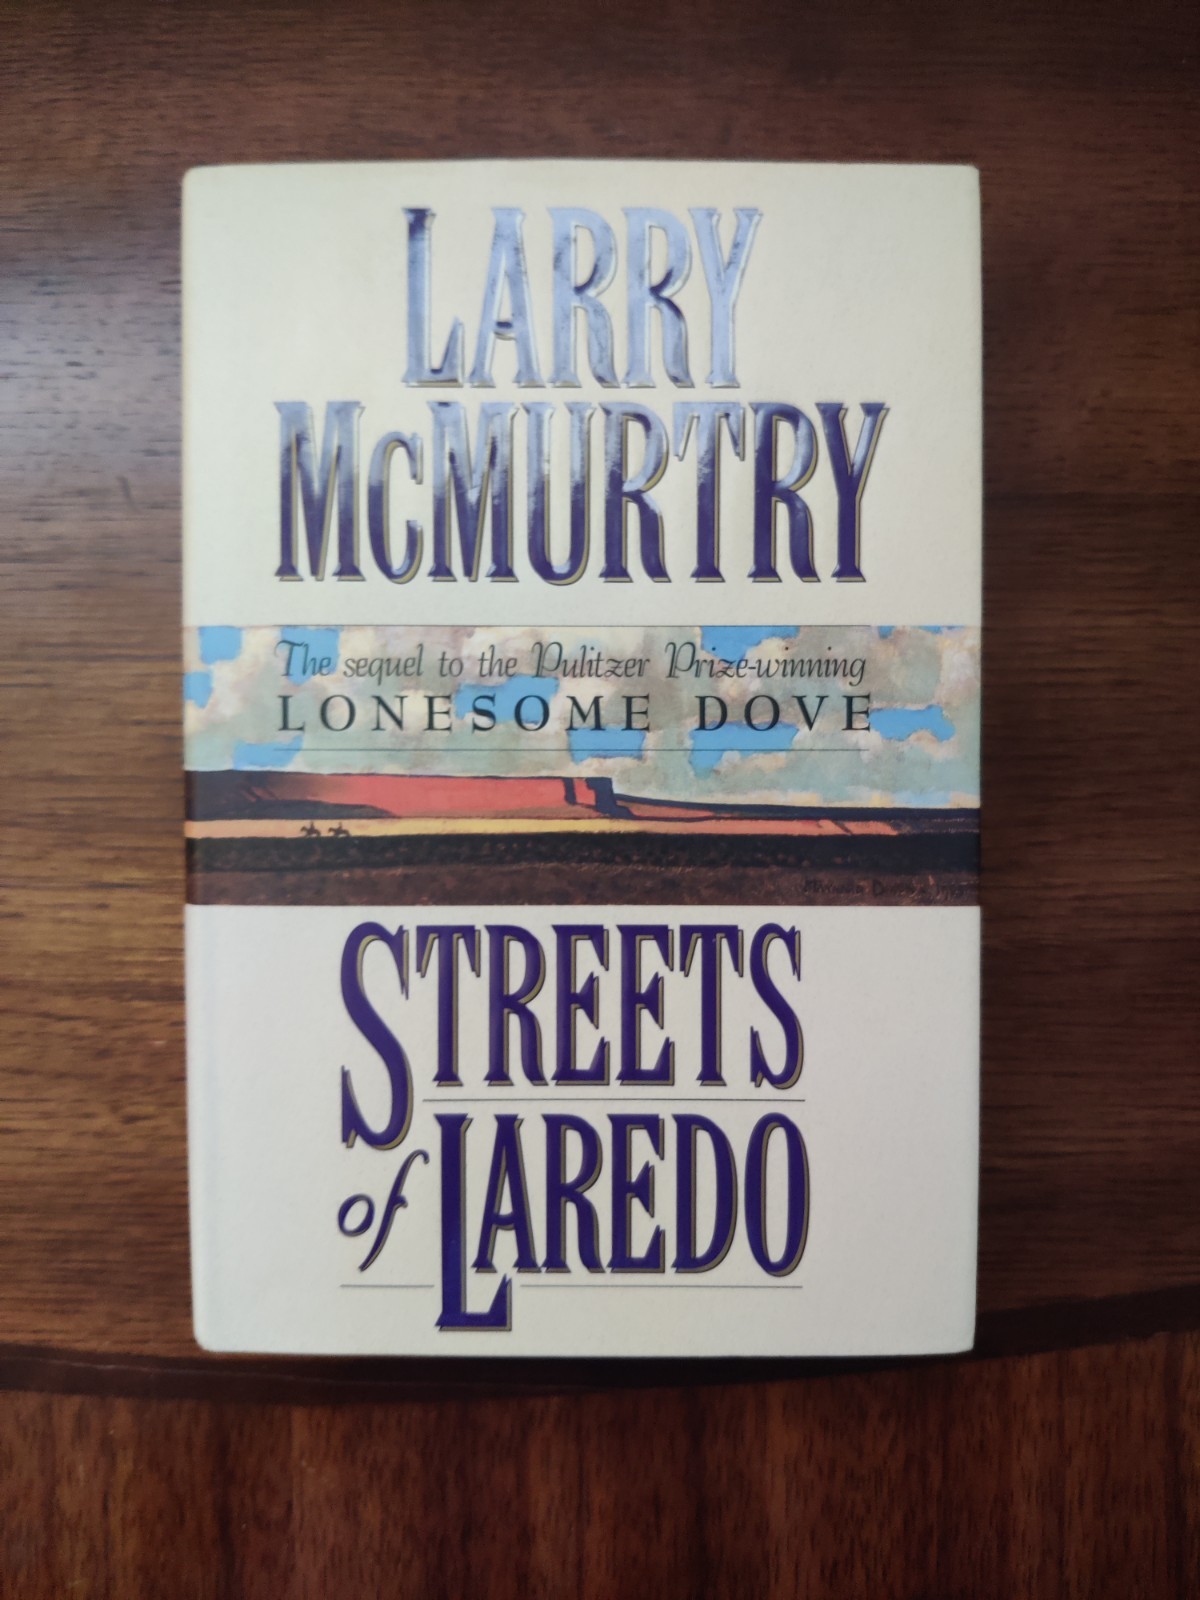 LARRY
MCMURTRY
The sequel to the Pulitzer Prize-winning
LONESOME DOVE
STREETS
of LAREDO